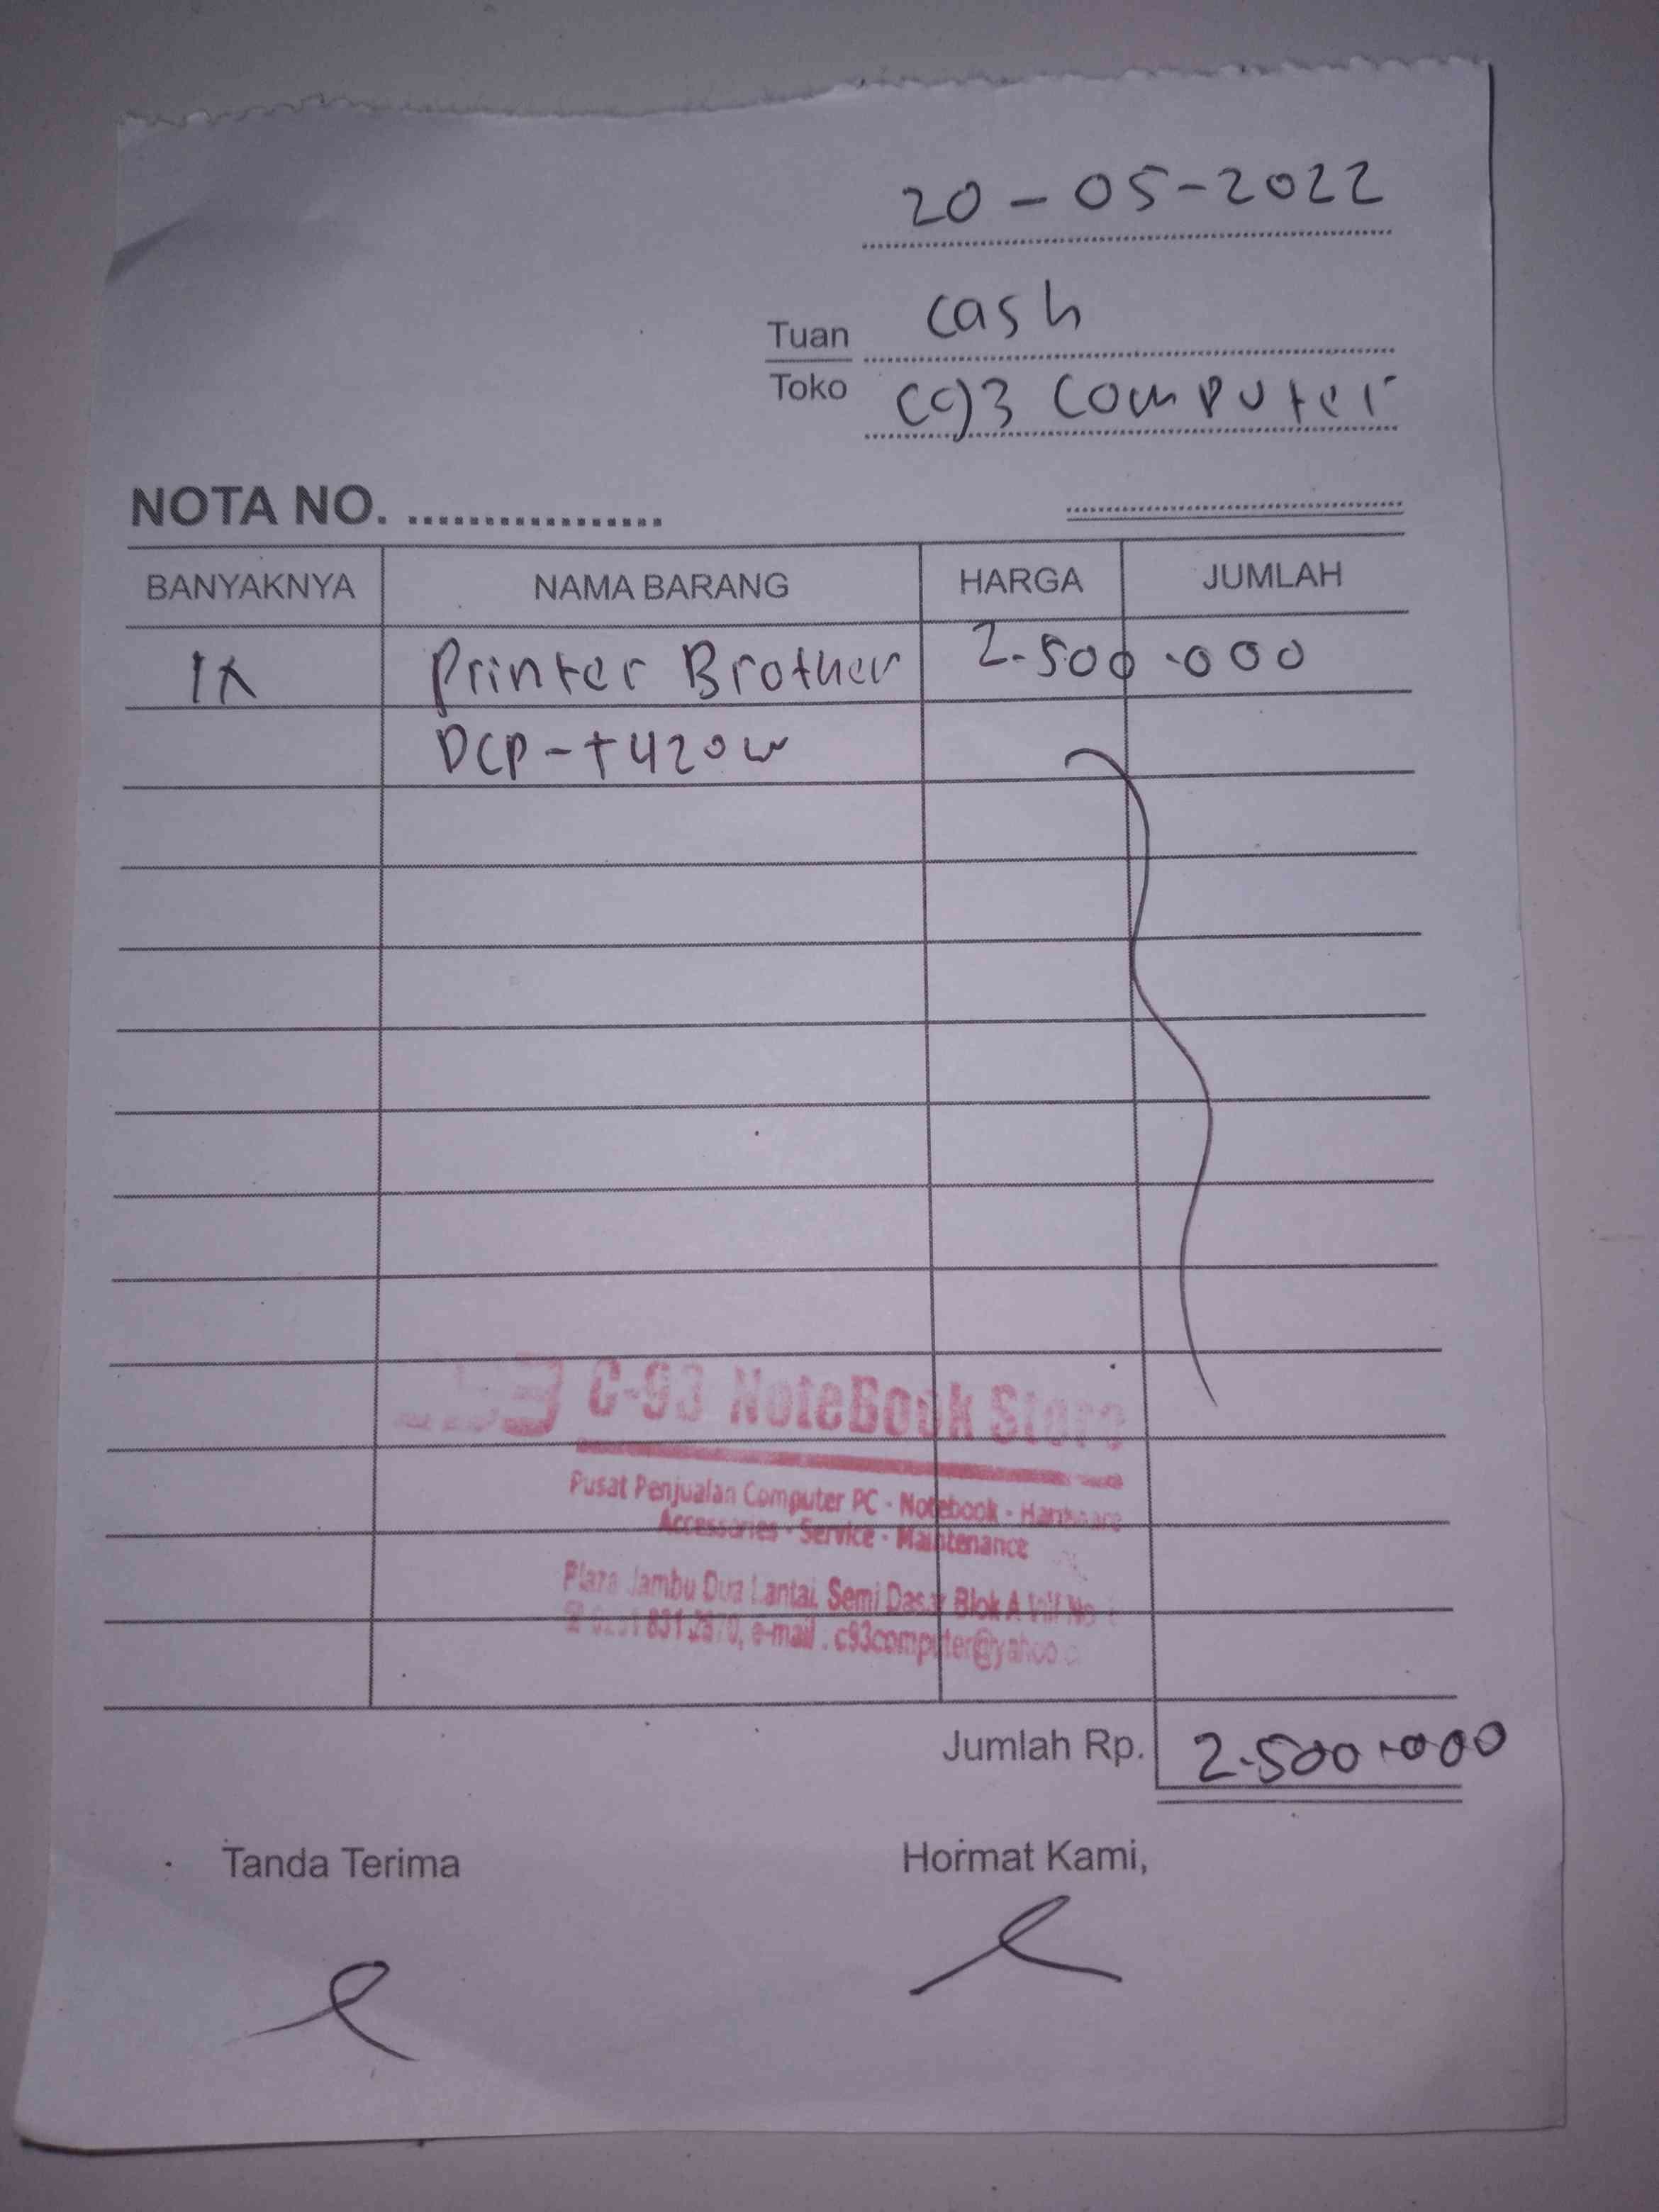 20-05-2022
Tuan cash
Toko C93 Computer
NOTA NO. .................
BANYAKNYA NAMA BARANG HARGA JUMLAH
1x Printer Brother 2.500.000
DCP-T420w
C-93 NoteBook Store
Pusat Penjualan Computer PC - Notebook - Hardware
Accessories - Service - Maintenance
Plaza Jambu Dua Lantai, Semi Dasar Blok A No
e-mail . c93computer@yahoo
Jumlah Rp. 2.500.000
Tanda Terima Hormat Kami,